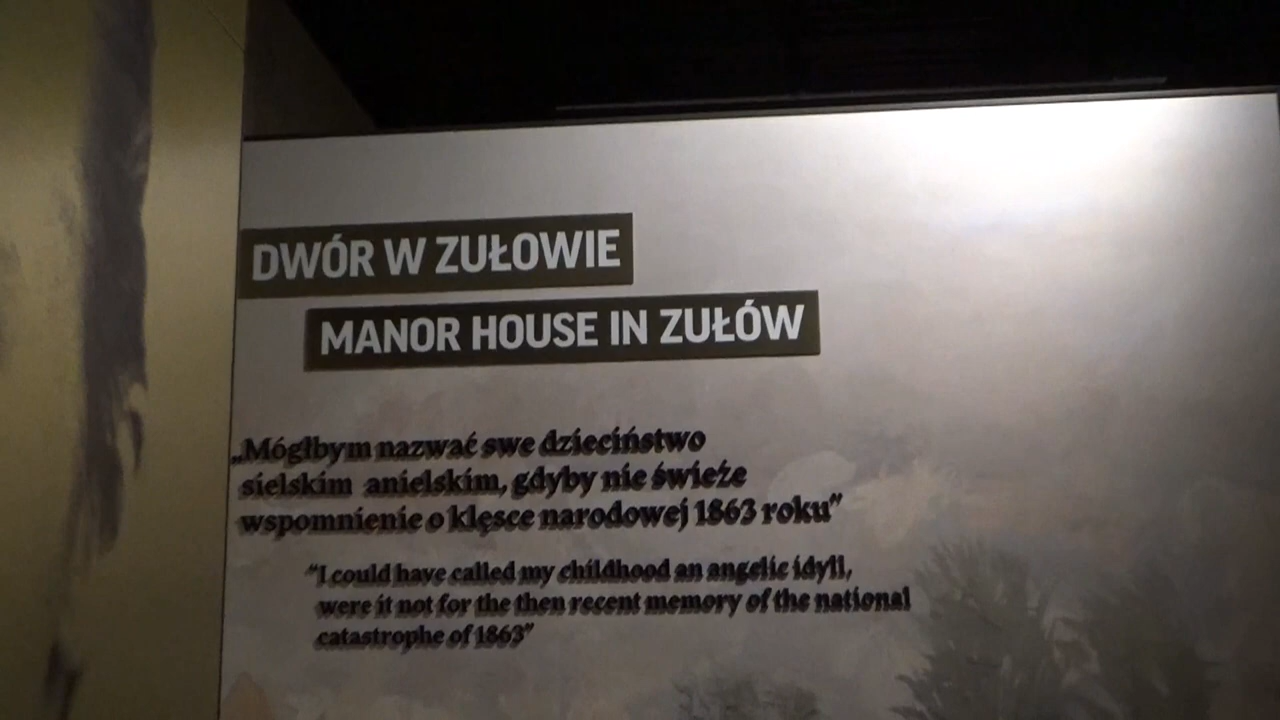 DWÓR W ZUŁOWIE
MANOR HOUSE IN ZUŁÓW
„Mógłbym nazwać swe dzieciństwo
sielskim anielskim, gdyby nie świeże
wspomnienie o klęsce narodowej 1863 roku”
“I could have called my childhood an angelic idyll,
were it not for the then recent memory of the national
catastrophe of 1863”